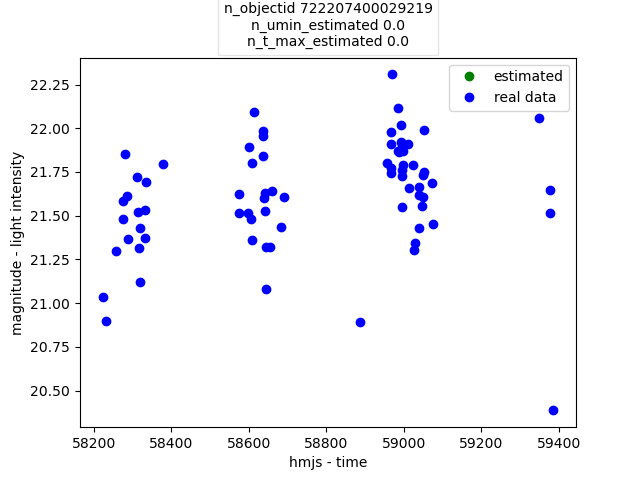 n_objectid 722207400029219
n_umin_estimated 0.0
n_t_max_estimated 0.0
estimated
real data
magnitude - light intensity
22.25
22.00
21.75
21.50
21.25
21.00
20.75
20.50
58200 58400 58600 58800 59000 59200 59400
hmjs - time